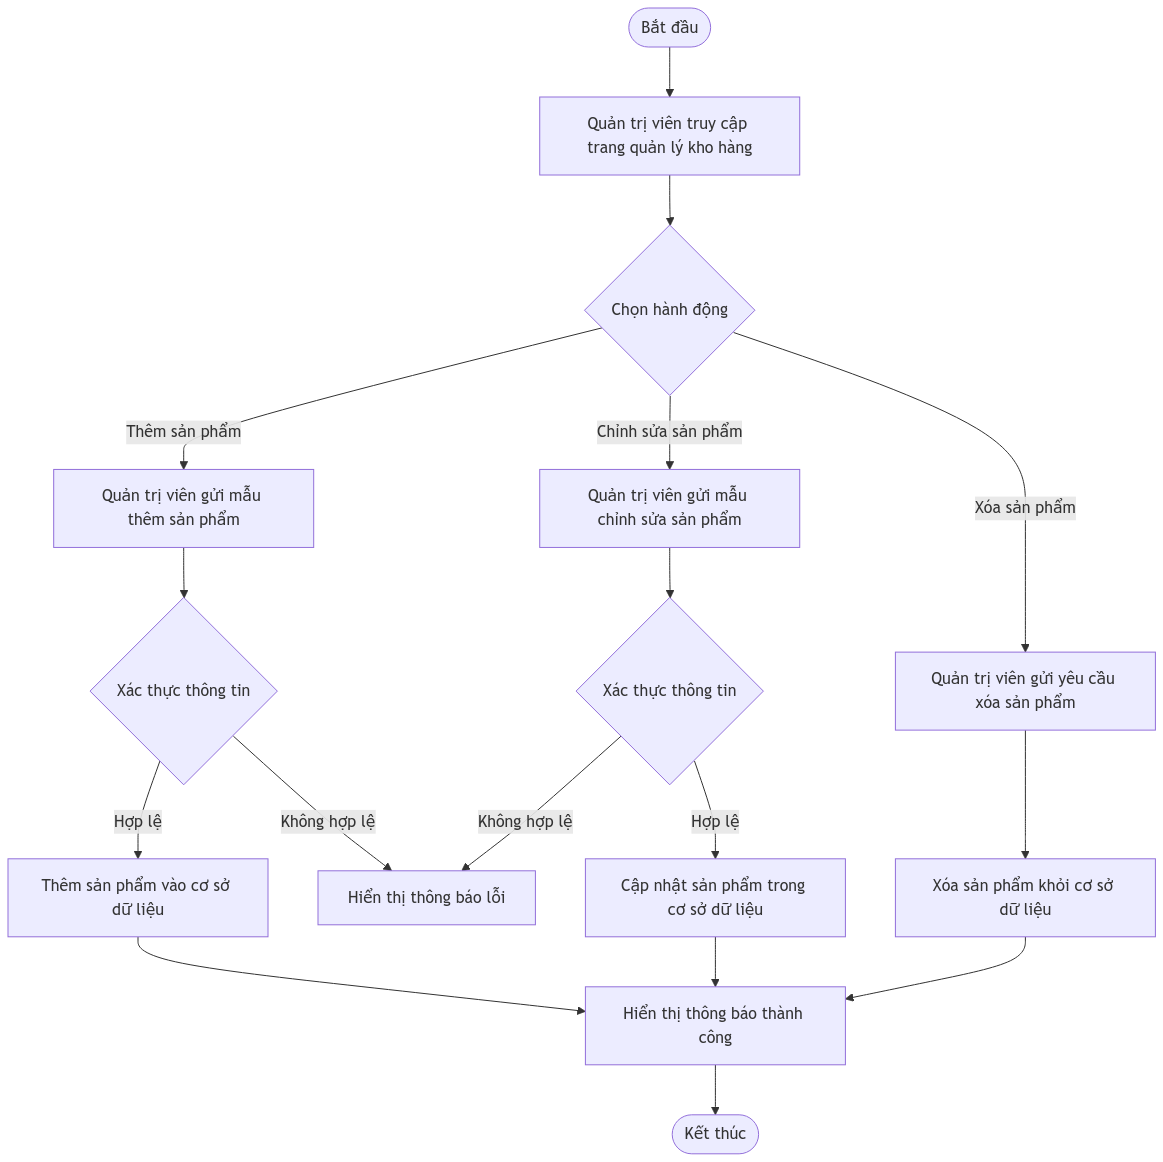 Bắt đầu
Quản trị viên truy cập
trang quản lý kho hàng
Chọn hành động
Thêm sản phẩm
Chỉnh sửa sản phẩm
Xóa sản phẩm
Quản trị viên gửi mẫu
thêm sản phẩm
Quản trị viên gửi mẫu
chỉnh sửa sản phẩm
Quản trị viên gửi yêu cầu
xóa sản phẩm
Xác thực thông tin
Xác thực thông tin
Hợp lệ
Không hợp lệ
Không hợp lệ
Hợp lệ
Thêm sản phẩm vào cơ sở
dữ liệu
Hiển thị thông báo lỗi
Cập nhật sản phẩm trong
cơ sở dữ liệu
Xóa sản phẩm khỏi cơ sở
dữ liệu
Hiển thị thông báo thành
công
Kết thúc